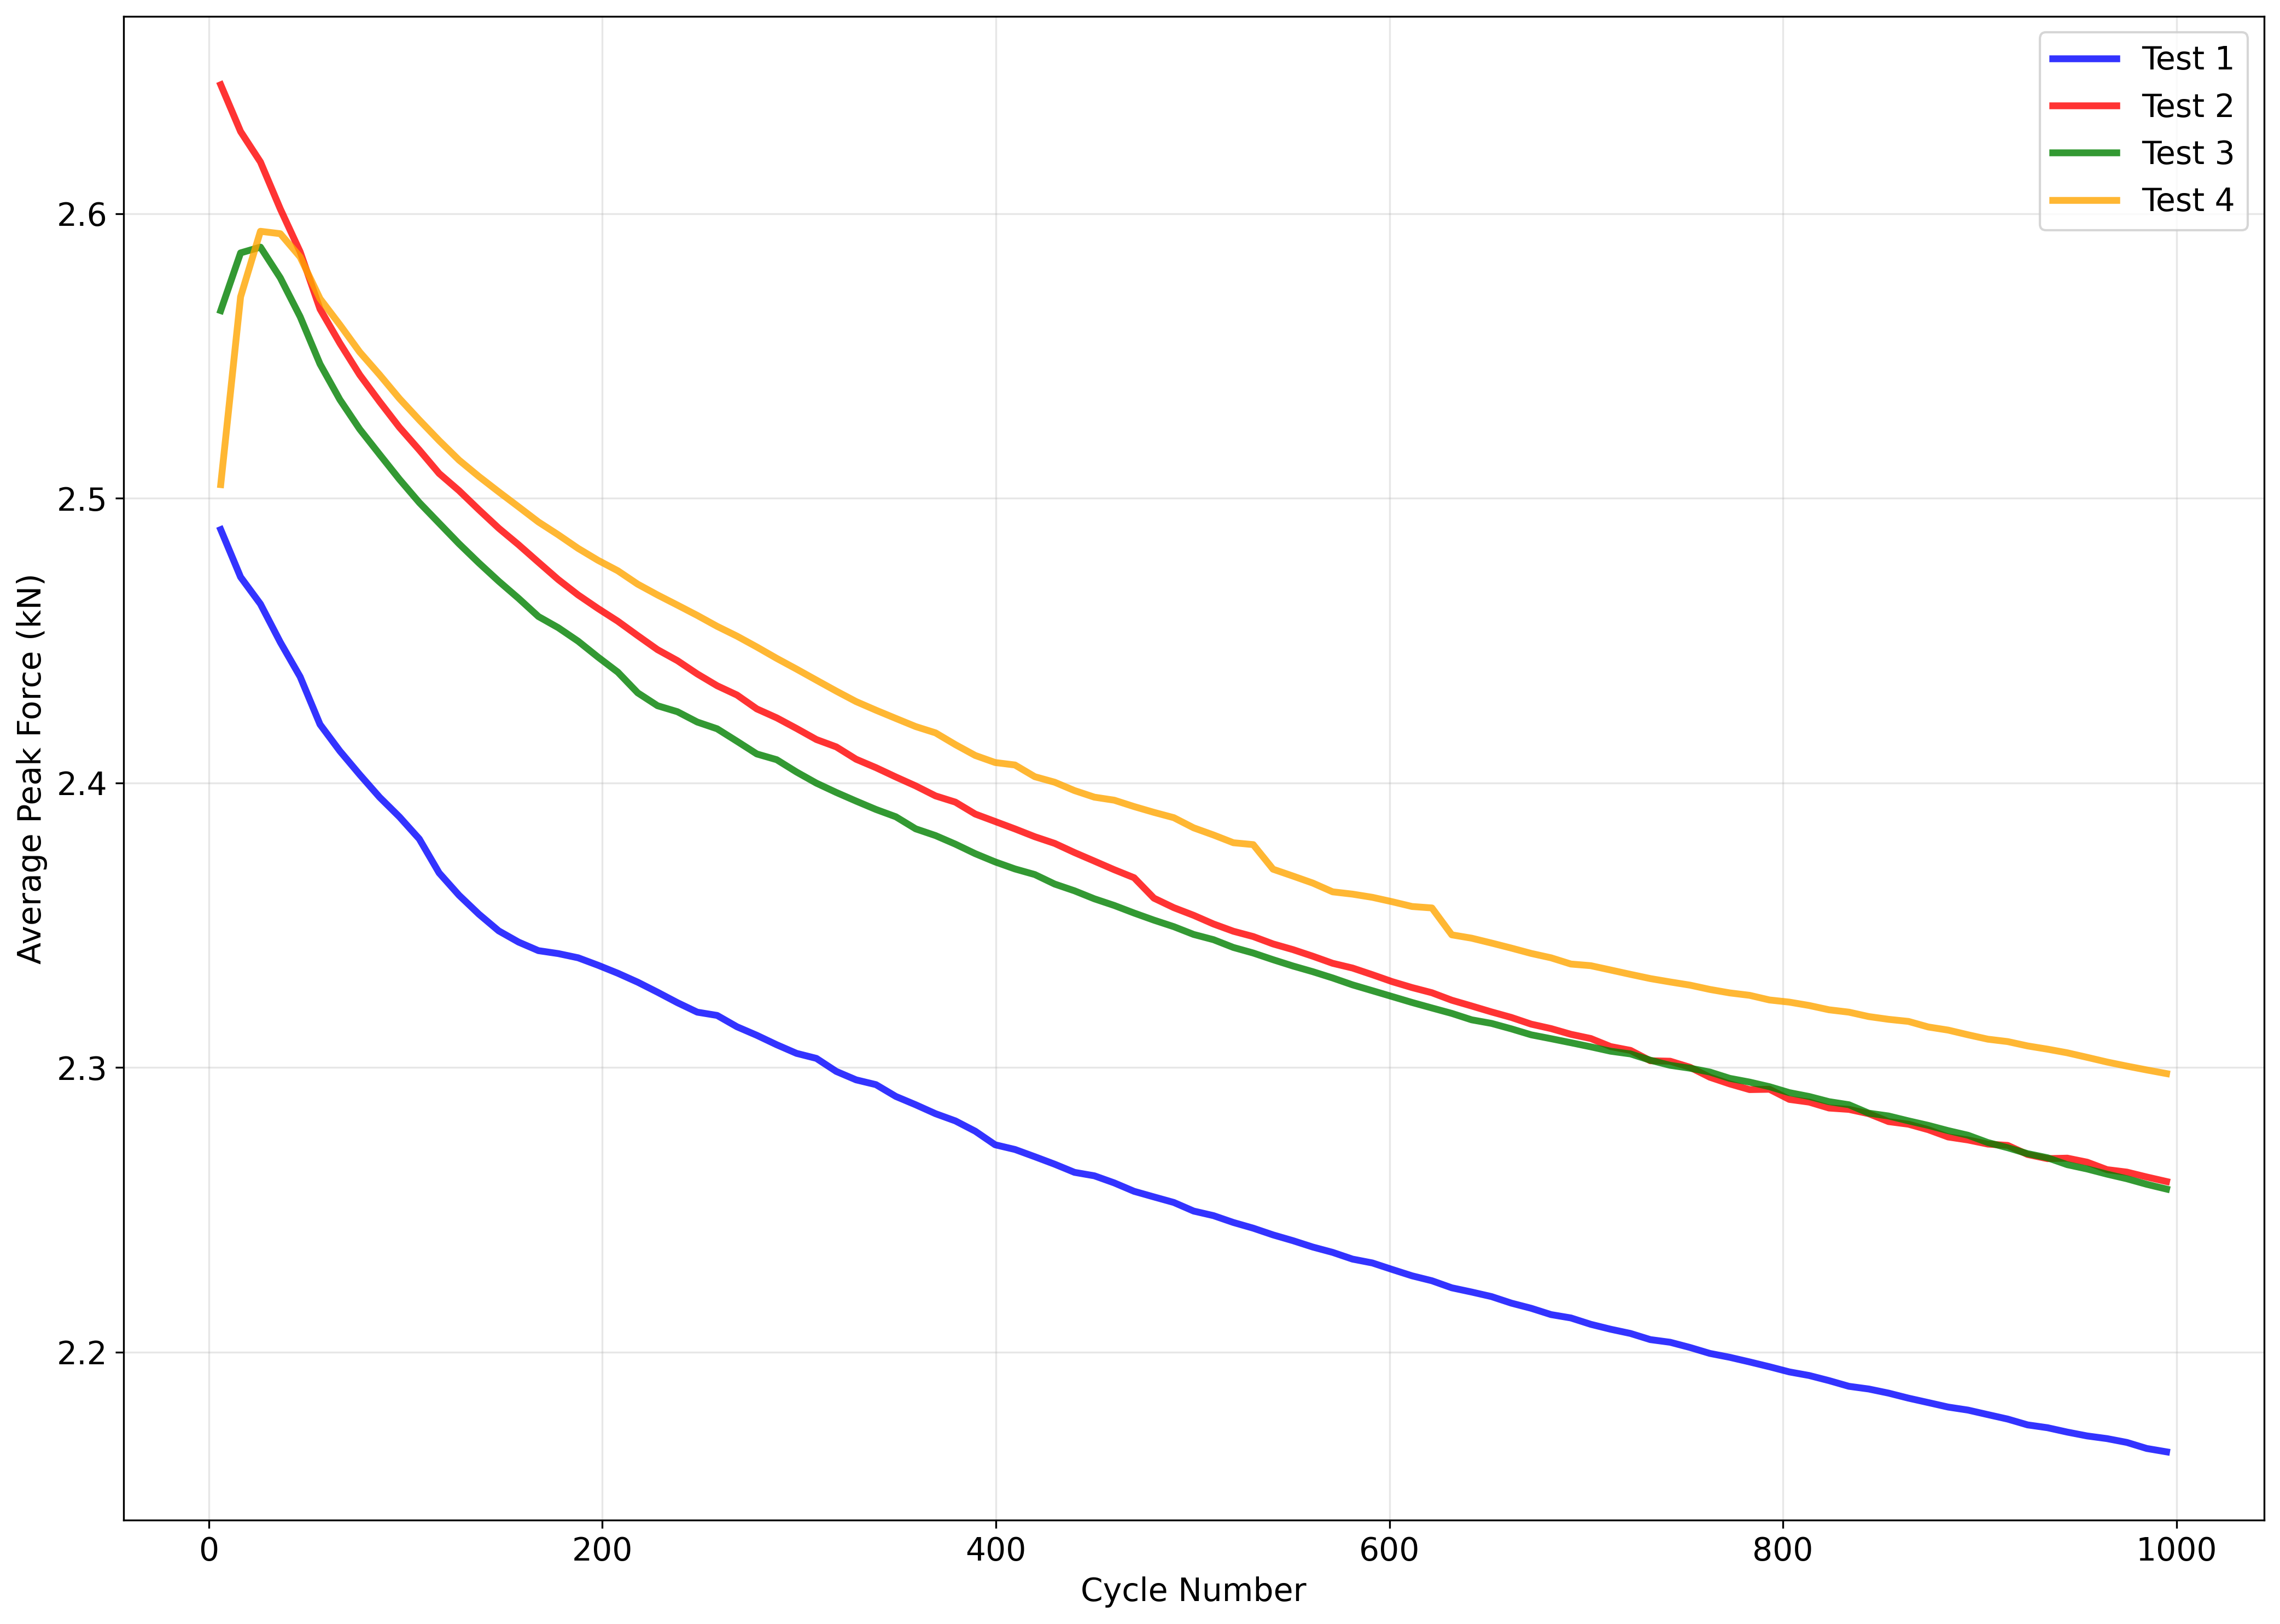 Test 1
Test 2
Test 3
Test 4
2.6
2.5
2.4
2.3
2.2
Average Peak Force (kN)
0 200 400 600 800 1000
Cycle Number